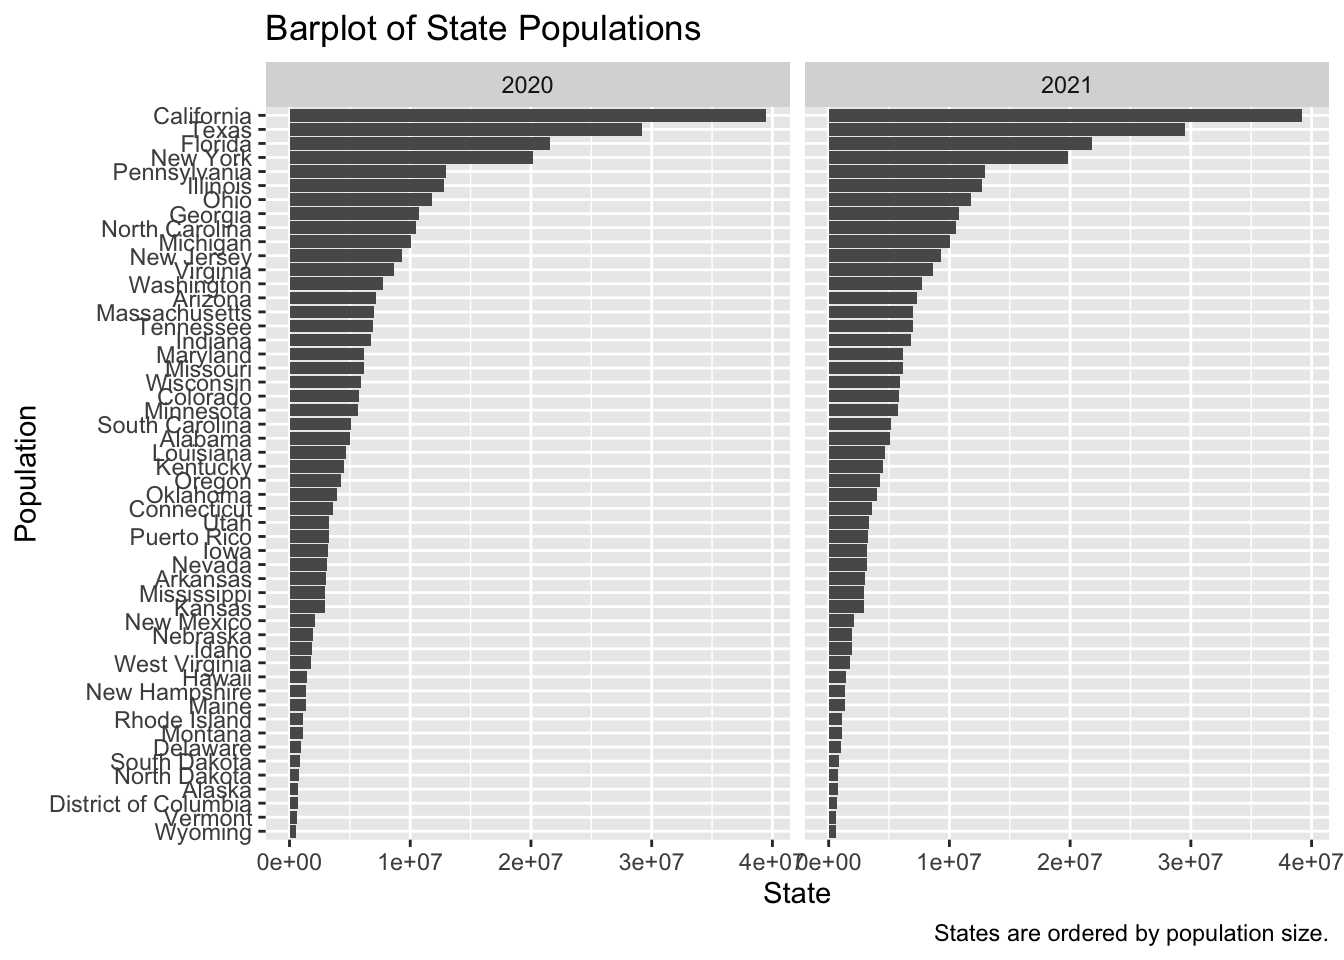 Barplot of State Populations
2020
2021
California
Texas
Florida
New York
Pennsylvania
Illinois
Ohio
Georgia
North Carolina
Michigan
New Jersey
Virginia
Washington
Arizona
Massachusetts
Tennessee
Indiana
Maryland
Missouri
Wisconsin
Colorado
Minnesota
South Carolina
Alabama
Louisiana
Kentucky
Oregon
Oklahoma
Connecticut
Utah
Puerto Rico
Iowa
Nevada
Arkansas
Mississippi
Kansas
New Mexico
Nebraska
Idaho
West Virginia
Hawaii
New Hampshire
Maine
Rhode Island
Montana
Delaware
South Dakota
North Dakota
Alaska
District of Columbia
Vermont
Wyoming
Population
0e+00 1e+07 2e+07 3e+07 4e+07
0e+00 1e+07 2e+07 3e+07 4e+07
State
States are ordered by population size.